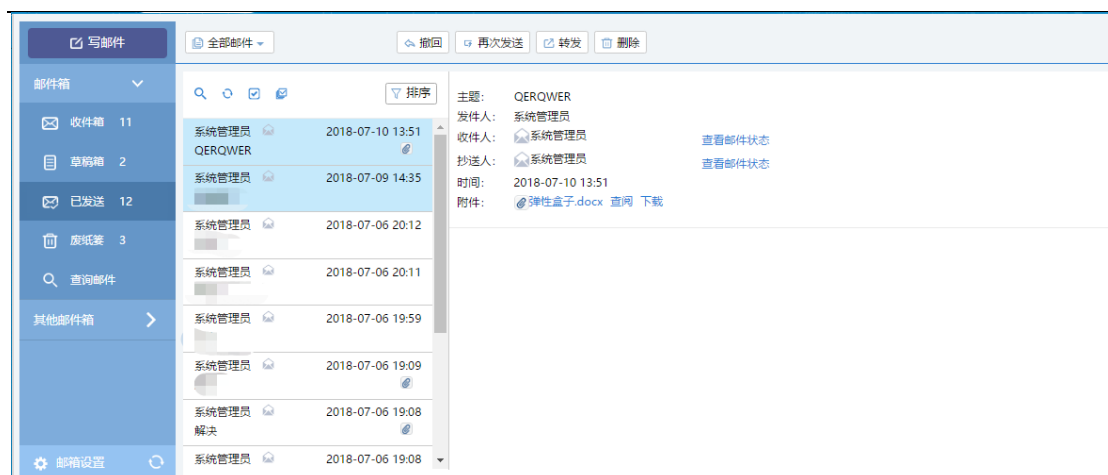 写邮件
全部邮件
撤回 再次发送 转发 删除
邮件箱
收件箱 11
草稿箱 2
已发送 12
废纸篓 3
查询邮件
其他邮件箱
邮箱设置
排序
系统管理员 2018-07-10 13:51
QERQWER
系统管理员 2018-07-09 14:35
系统管理员 2018-07-06 20:12
系统管理员 2018-07-06 20:11
系统管理员 2018-07-06 19:59
系统管理员 2018-07-06 19:09
系统管理员 2018-07-06 19:08
解决
系统管理员 2018-07-06 19:08
主题: QERQWER
发件人: 系统管理员
收件人: 系统管理员 查看邮件状态
抄送人: 系统管理员 查看邮件状态
时间: 2018-07-10 13:51
附件: 弹性盒子.docx 查阅 下载